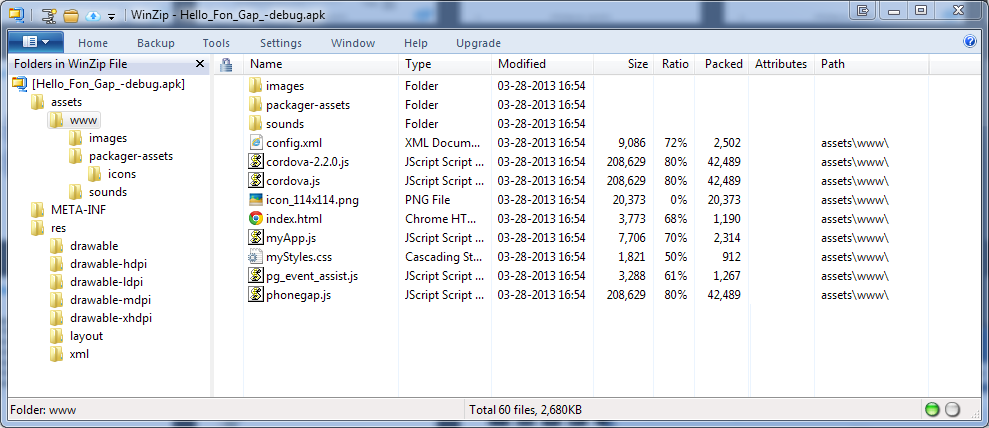 WinZip - Hello_Fon_Gap_-debug.apk
Home Backup Tools Settings Window Help Upgrade
Folders in WinZip File
[Hello_Fon_Gap_-debug.apk]
assets
www
images
packager-assets
icons
sounds
META-INF
res
drawable
drawable-hdpi
drawable-ldpi
drawable-mdpi
drawable-xhdpi
layout
xml
Name Type Modified Size Ratio Packed Attributes Path
images Folder 03-28-2013 16:54
packager-assets Folder 03-28-2013 16:54
sounds Folder 03-28-2013 16:54
config.xml XML Docum... 03-28-2013 16:54 9,086 72% 2,502 assets\www\
cordova-2.2.0.js JScript Script ... 03-28-2013 16:54 208,629 80% 42,489 assets\www\
cordova.js JScript Script ... 03-28-2013 16:54 208,629 80% 42,489 assets\www\
icon_114x114.png PNG File 03-28-2013 16:54 20,373 0% 20,373 assets\www\
index.html Chrome HT... 03-28-2013 16:54 3,773 68% 1,190 assets\www\
myApp.js JScript Script ... 03-28-2013 16:54 7,706 70% 2,314 assets\www\
myStyles.css Cascading St... 03-28-2013 16:54 1,821 50% 912 assets\www\
pg_event_assist.js JScript Script ... 03-28-2013 16:54 3,288 61% 1,267 assets\www\
phonegap.js JScript Script ... 03-28-2013 16:54 208,629 80% 42,489 assets\www\
Folder: www
Total 60 files, 2,680KB